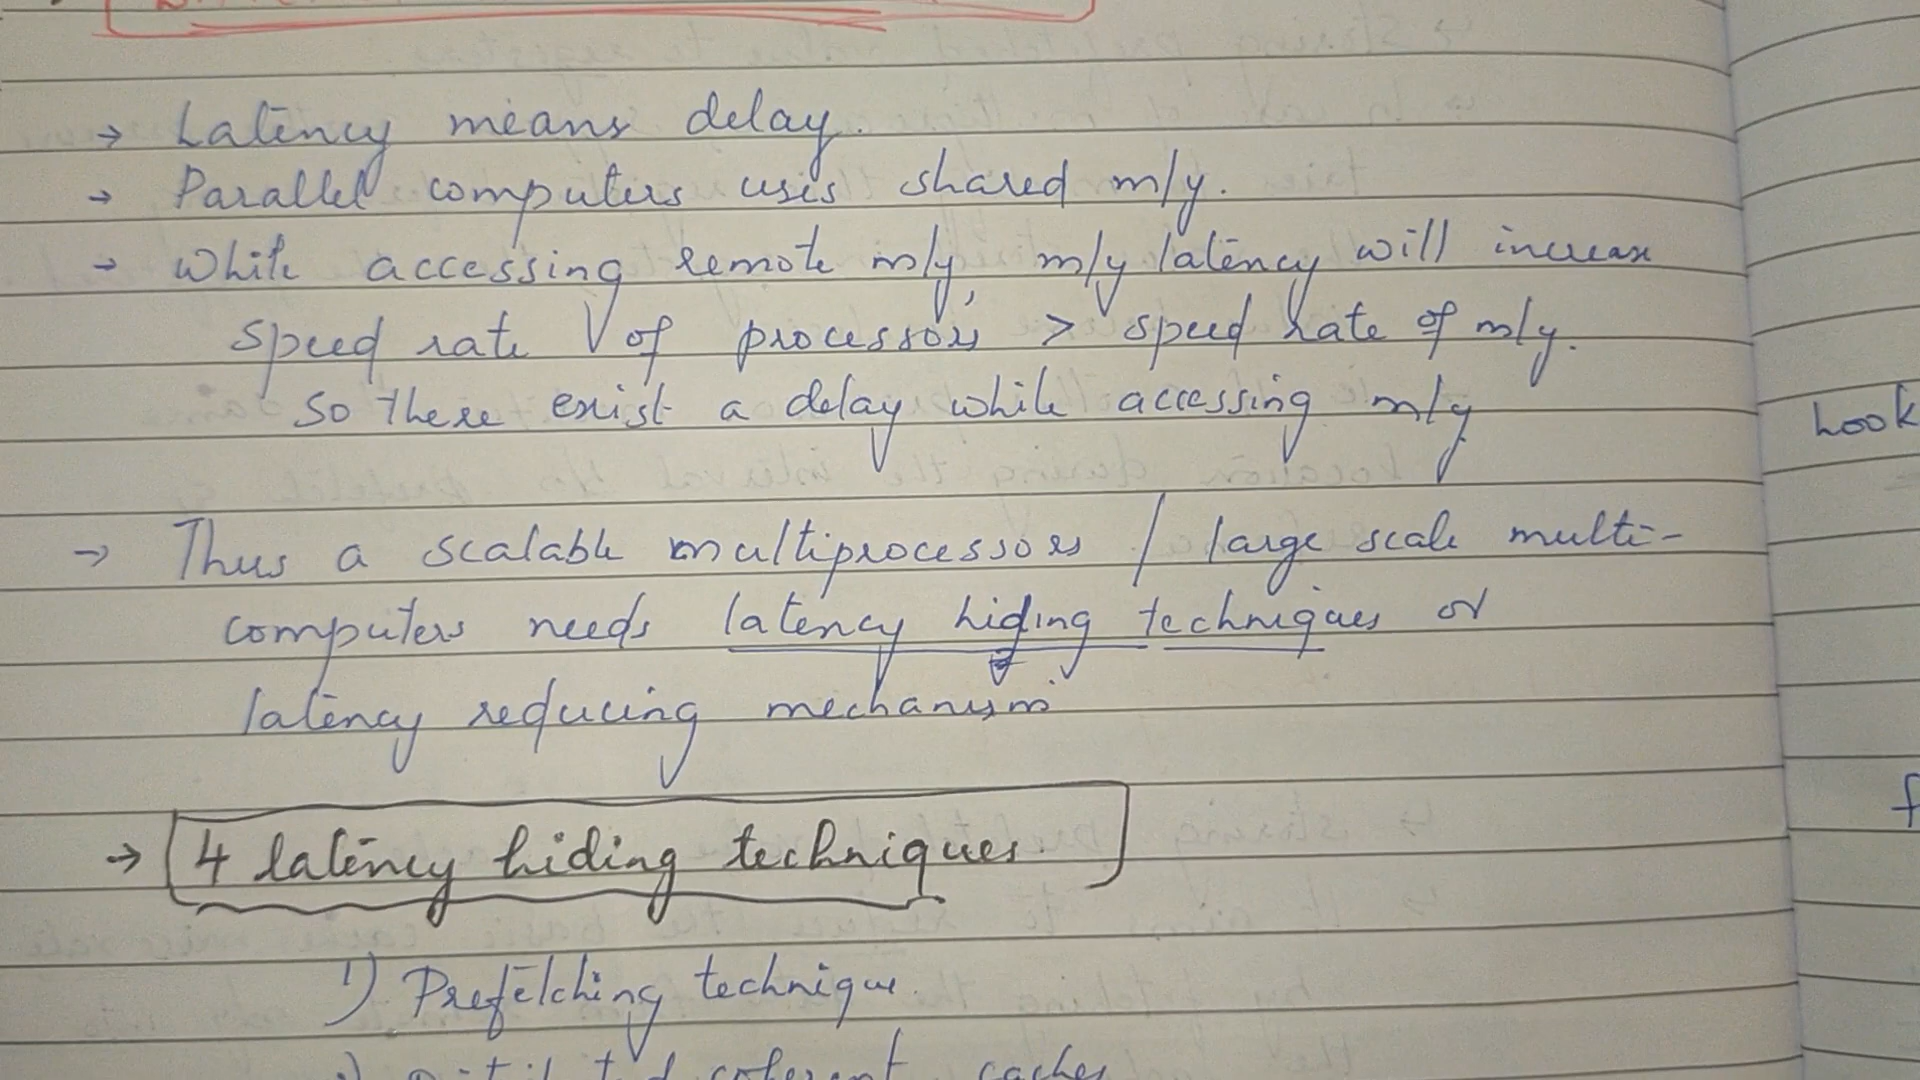 → Latency means delay.
→ Parallel computers uses shared m/y.
→ While accessing remote m/y, m/y latency will increase
speed rate of processors > speed rate of m/y.
So there exist a delay while accessing m/y
→ Thus a scalable multiprocessors / large scale multi-
computers needs latency hiding techniques or
latency reducing mechanism
→ 4 latency hiding techniques.
1) Prefetching technique.
coherent caches
Look